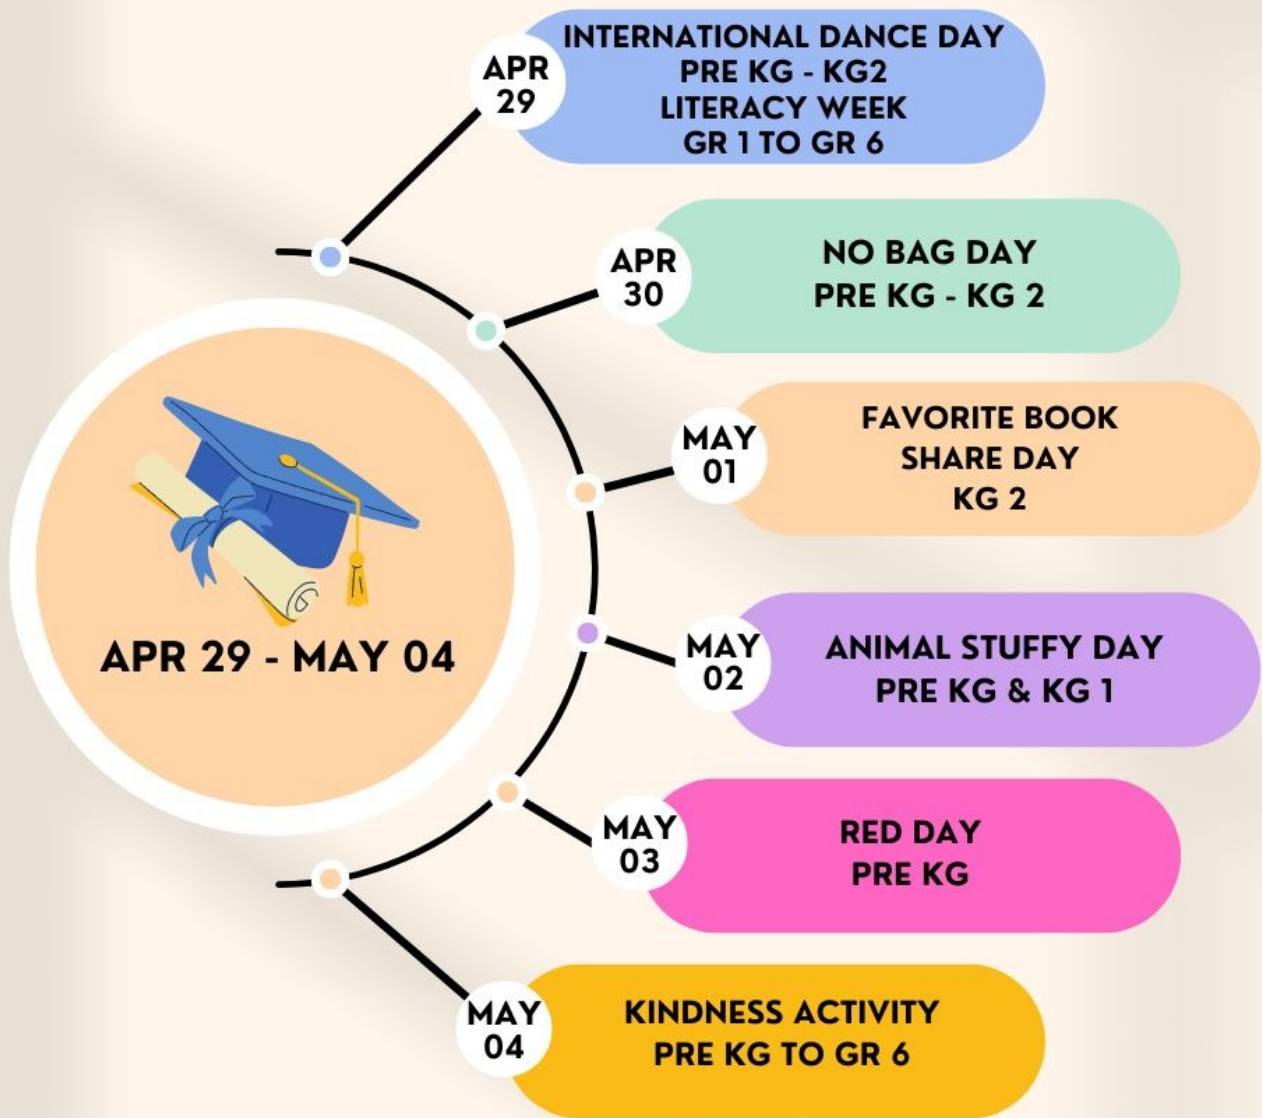 APR
29
INTERNATIONAL DANCE DAY
PRE KG - KG2
LITERACY WEEK
GR 1 TO GR 6
APR
30
NO BAG DAY
PRE KG - KG 2
MAY
01
FAVORITE BOOK
SHARE DAY
KG 2
APR 29 - MAY 04
MAY
02
ANIMAL STUFFY DAY
PRE KG & KG 1
MAY
03
RED DAY
PRE KG
MAY
04
KINDNESS ACTIVITY
PRE KG TO GR 6